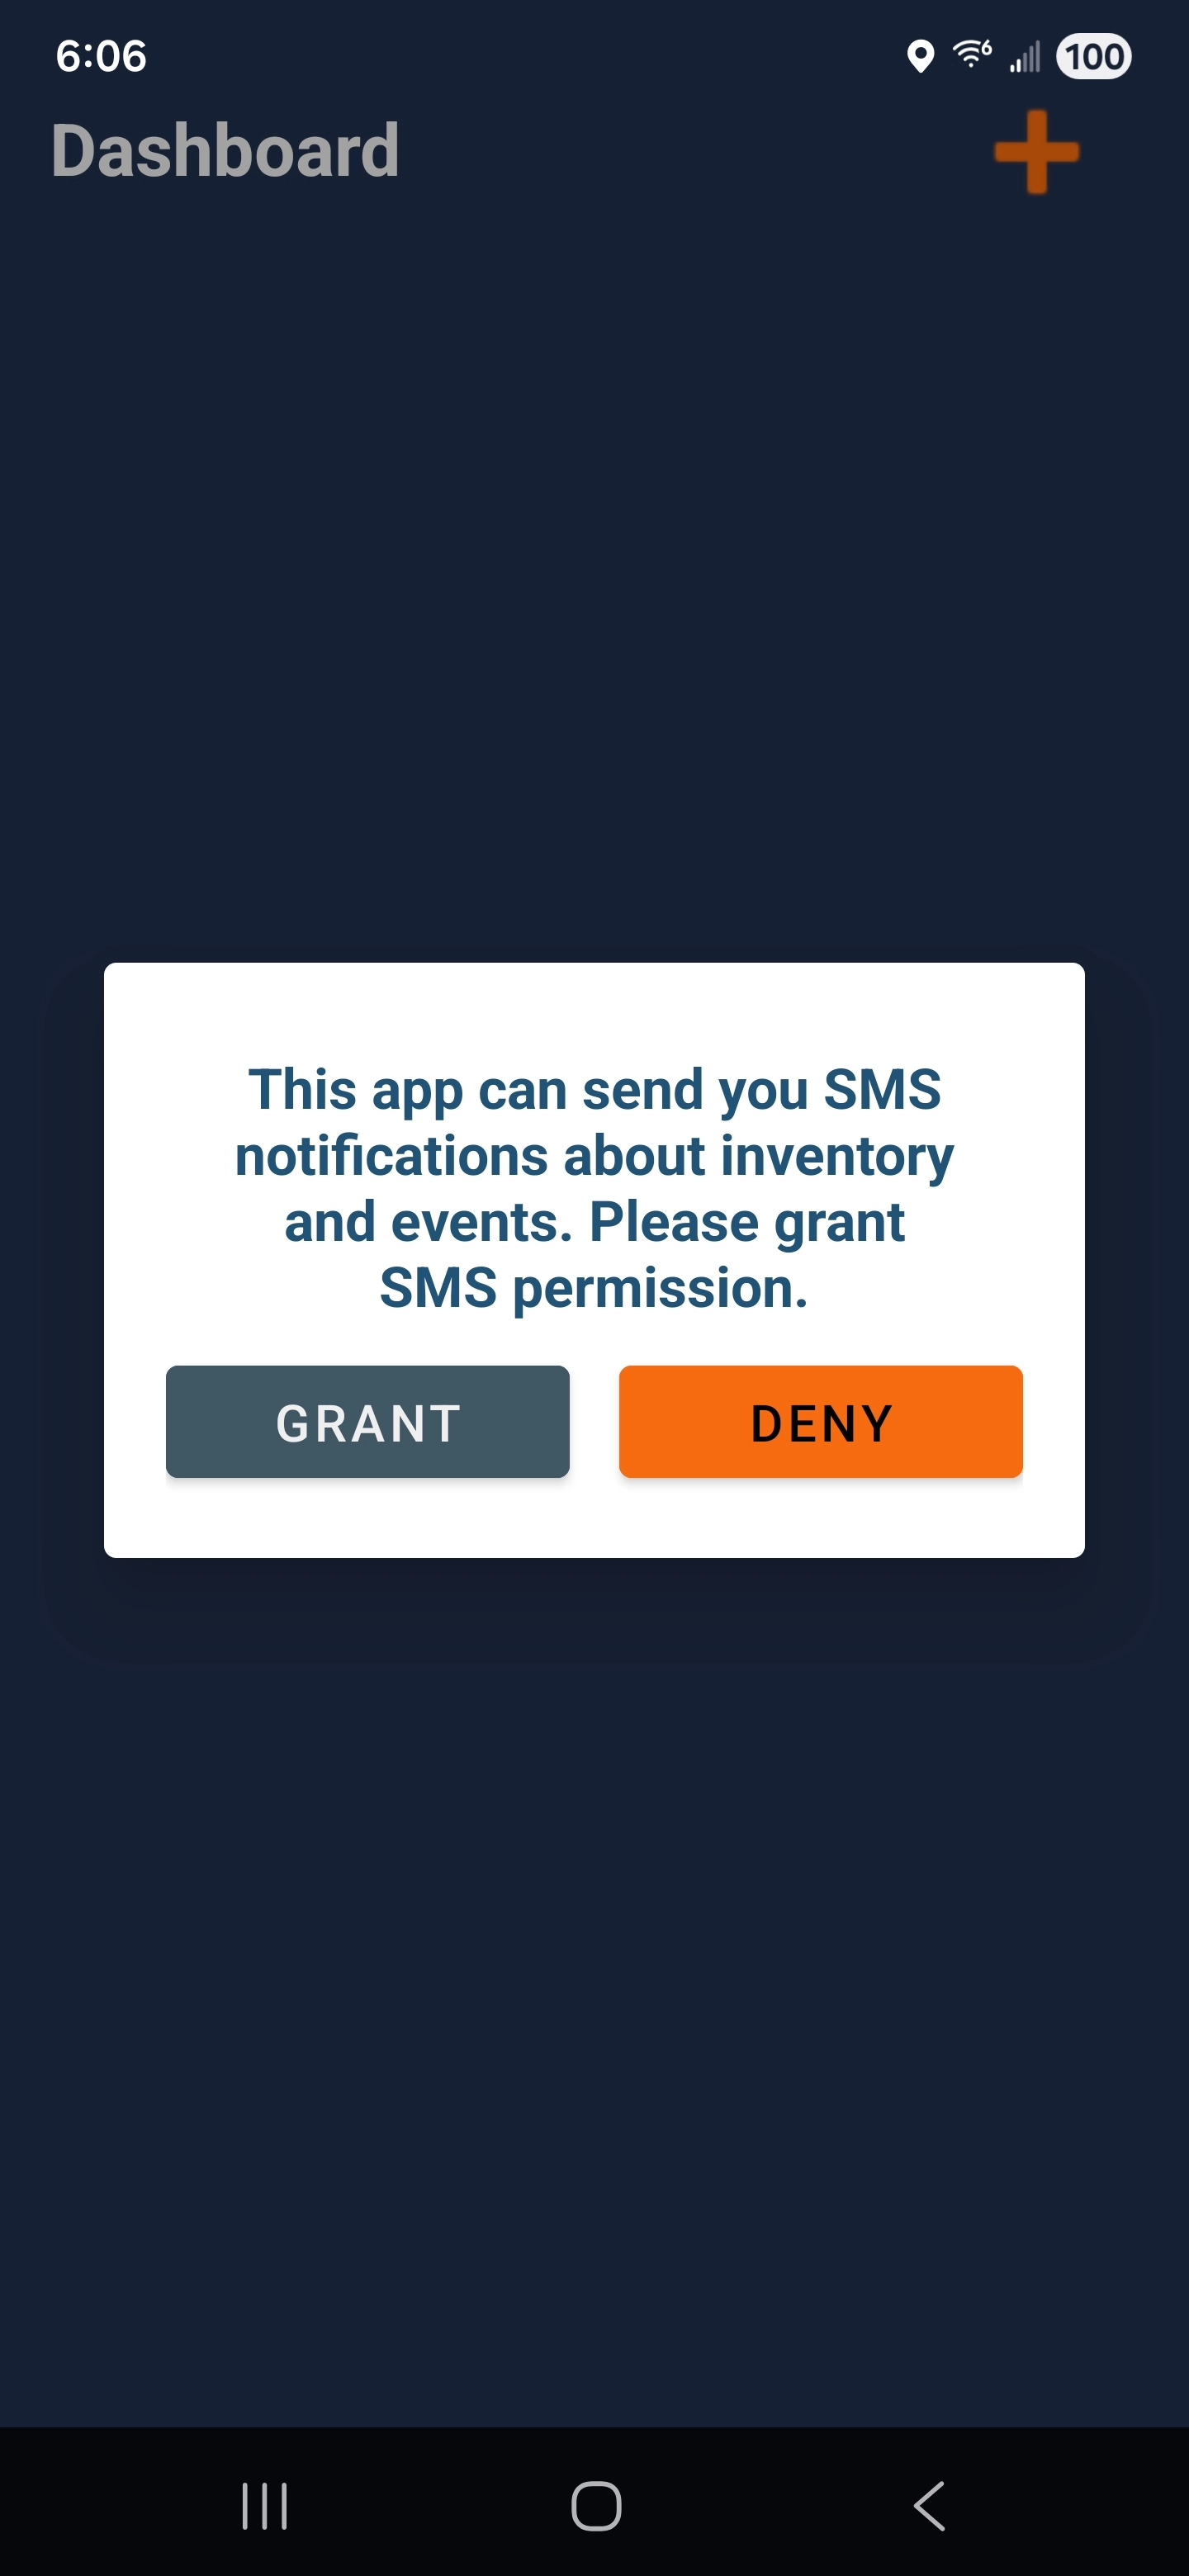 6:06
6
100
Dashboard
This app can send you SMS
notifications about inventory
and events. Please grant
SMS permission.
GRANT
DENY